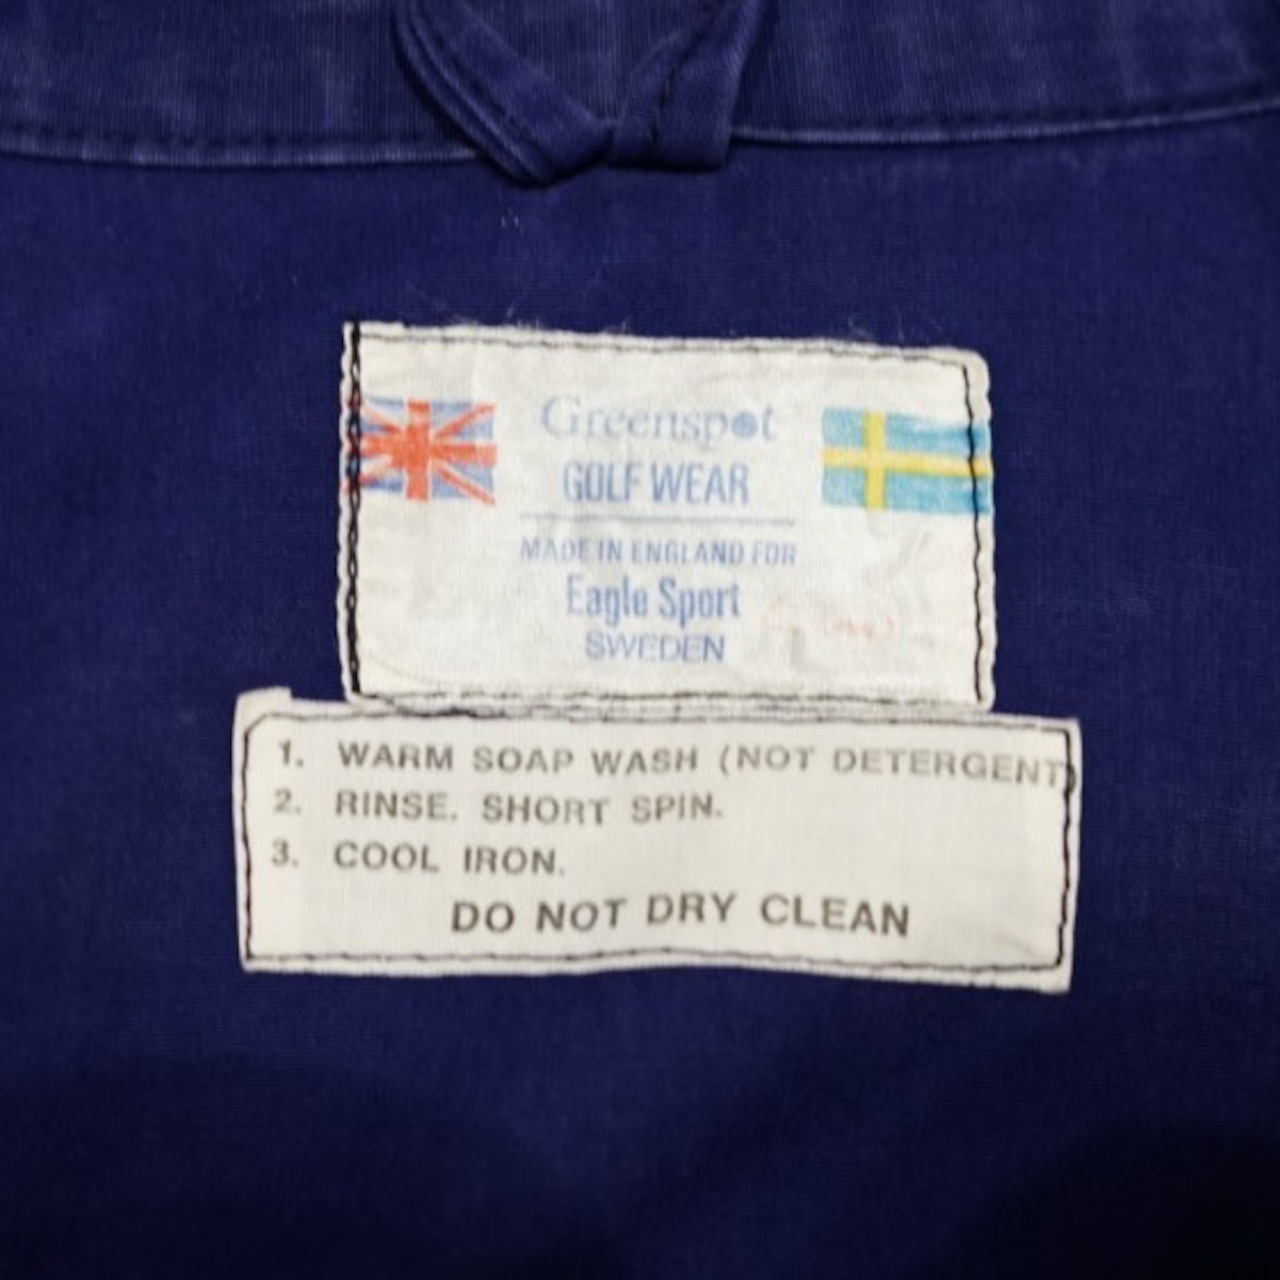 Greenspot
GOLF WEAR
MADE IN ENGLAND FOR
Eagle Sport
SWEDEN
1. WARM SOAP WASH (NOT DETERGENT)
2. RINSE. SHORT SPIN.
3. COOL IRON.
DO NOT DRY CLEAN